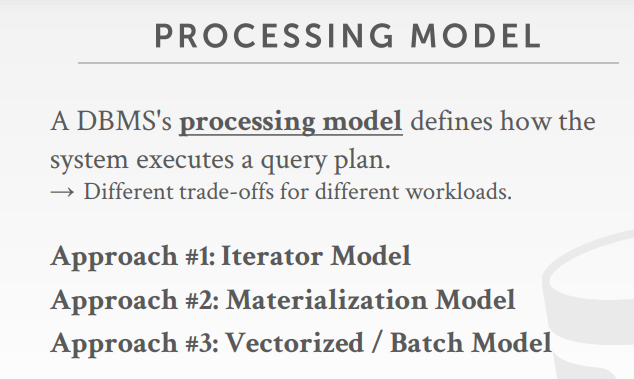 PROCESSING MODEL
A DBMS's processing model defines how the
system executes a query plan.
→ Different trade-offs for different workloads.
Approach #1: Iterator Model
Approach #2: Materialization Model
Approach #3: Vectorized / Batch Model